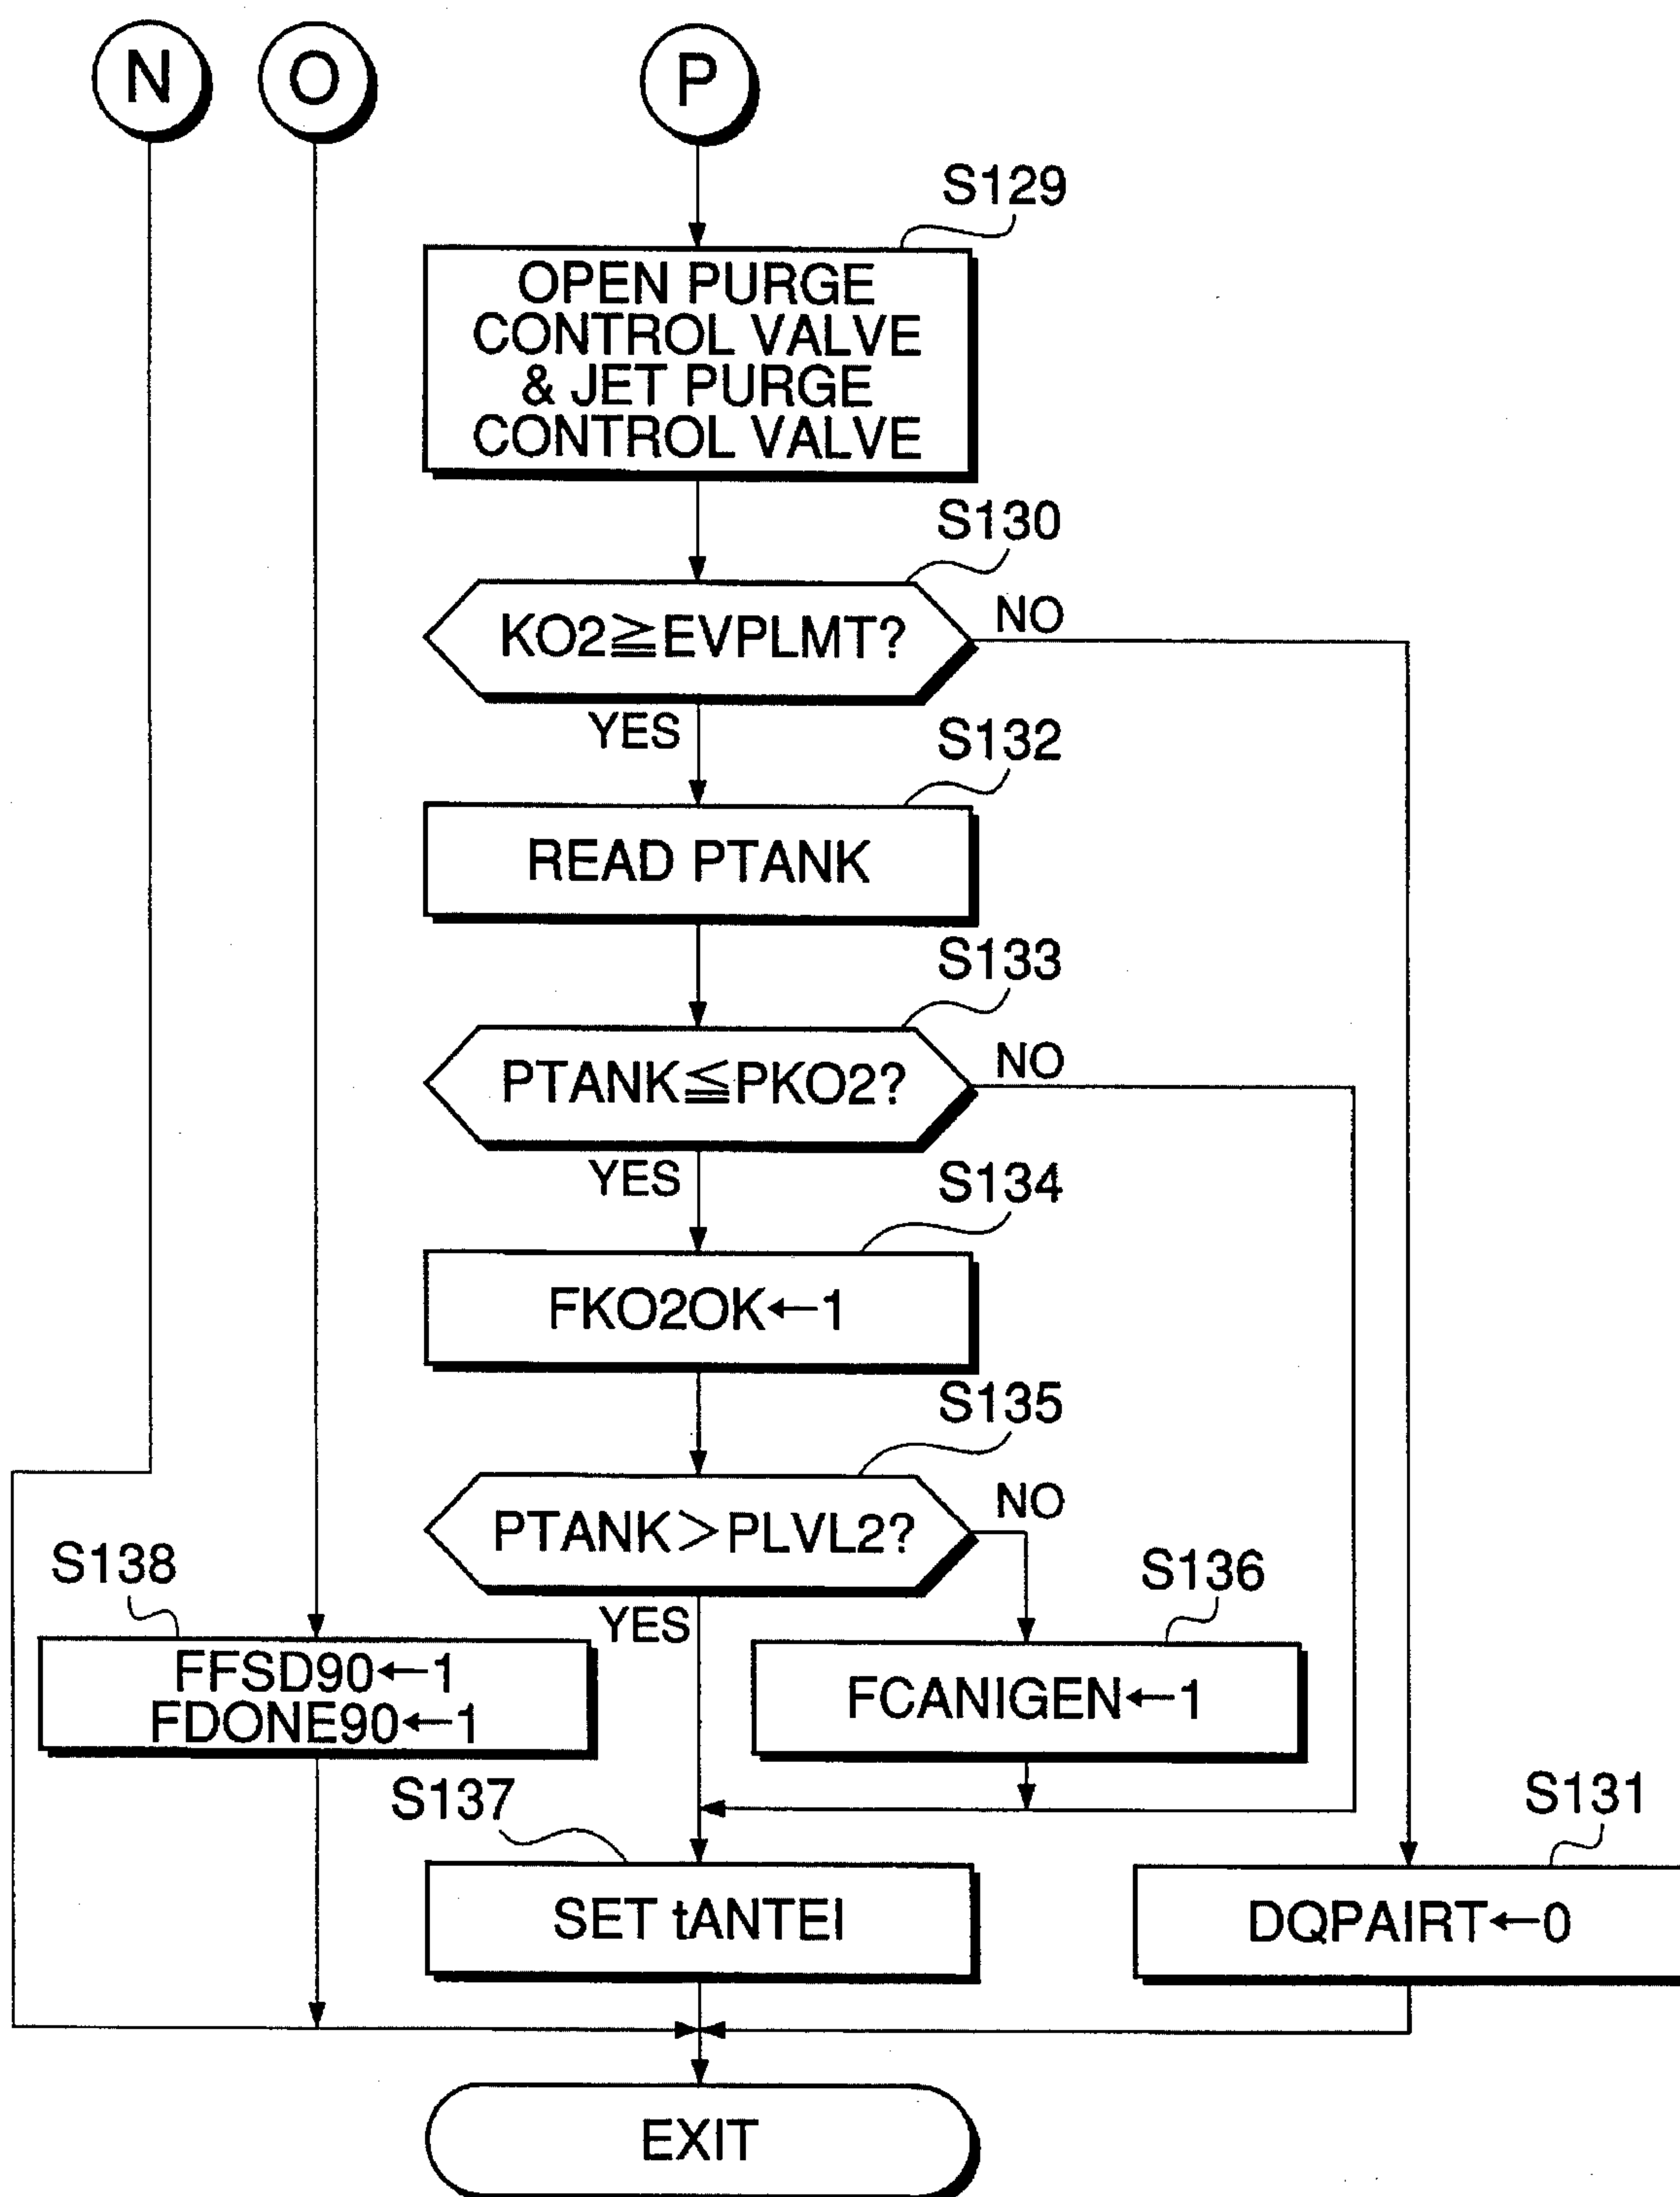 N
O
P
S129
OPEN PURGE
CONTROL VALVE
& JET PURGE
CONTROL VALVE
S130
KO2≧EVPLMT?
NO
YES
S132
READ PTANK
S133
PTANK≦PKO2?
NO
YES
S134
FKO2OK←1
S135
PTANK>PLVL2?
NO
YES
S138
FFSD90←1
FDONE90←1
S136
FCANIGEN←1
S137
SET tANTEI
S131
DQPAIRT←0
EXIT